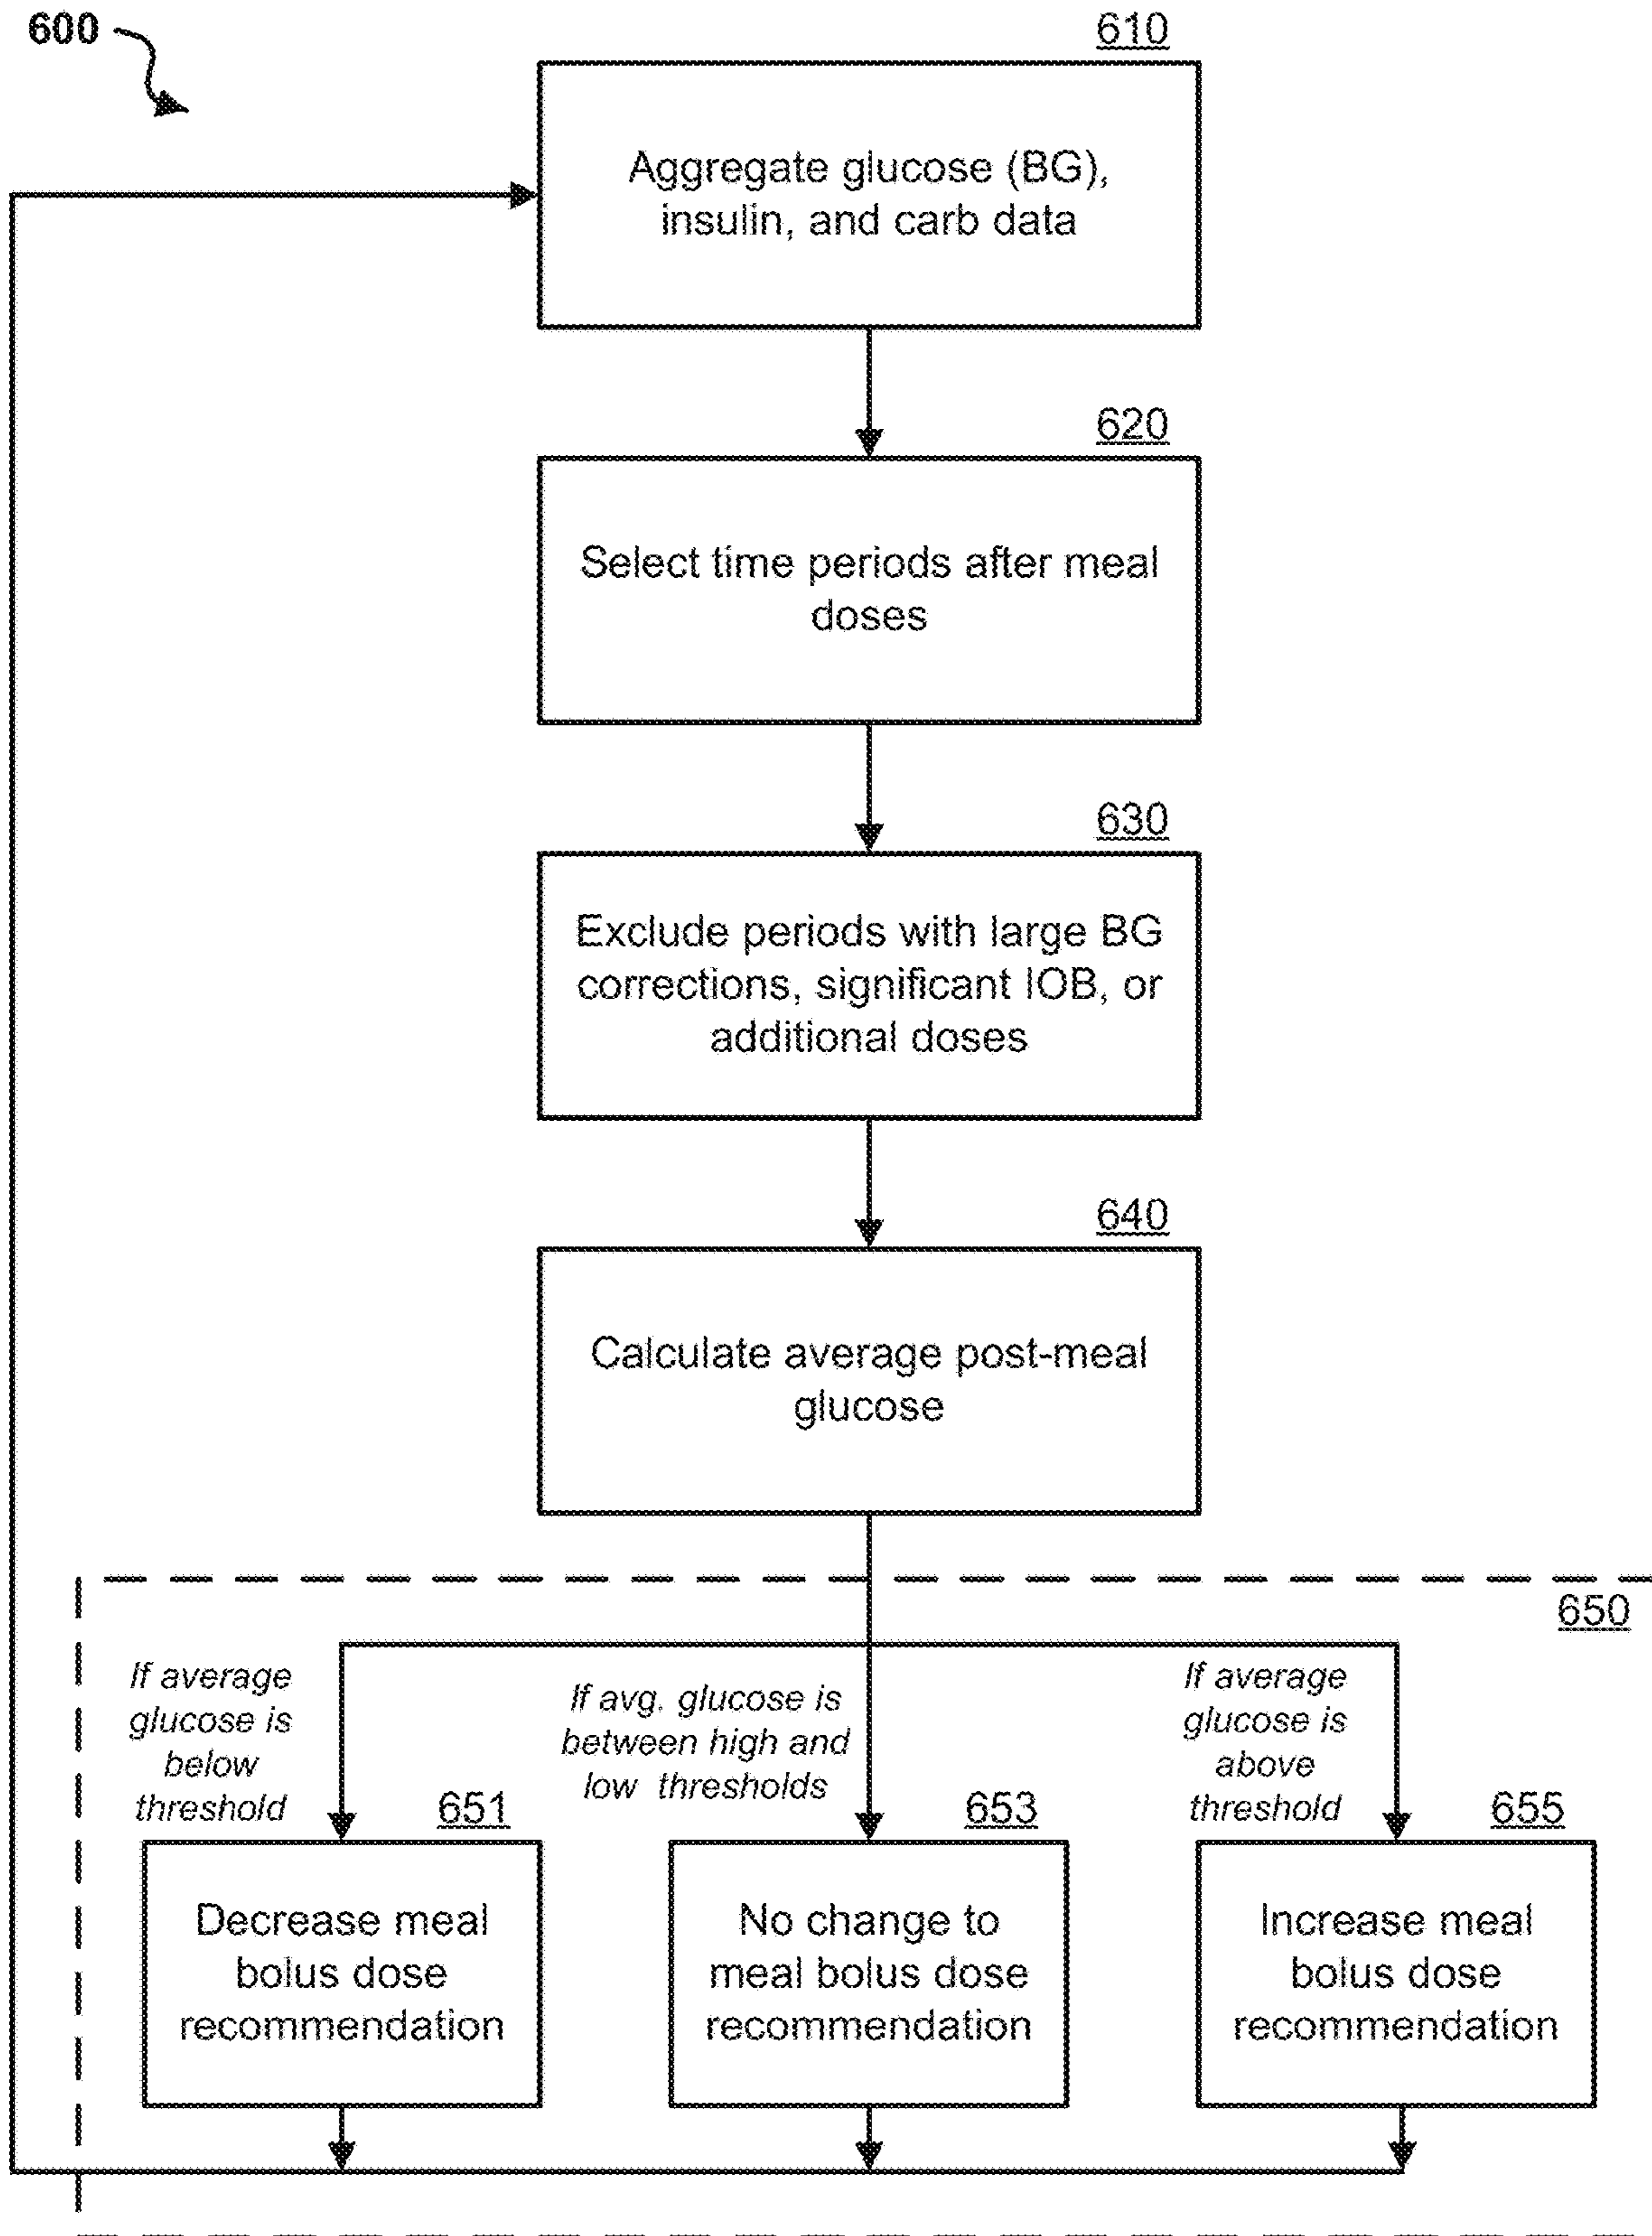 600
610
Aggregate glucose (BG),
insulin, and carb data
620
Select time periods after meal
doses
630
Exclude periods with large BG
corrections, significant IOB, or
additional doses
640
Calculate average post-meal
glucose
650
If average
glucose is
below
threshold
If avg. glucose is
between high and
low thresholds
If average
glucose is
above
threshold
651
Decrease meal
bolus dose
recommendation
653
No change to
meal bolus dose
recommendation
655
Increase meal
bolus dose
recommendation